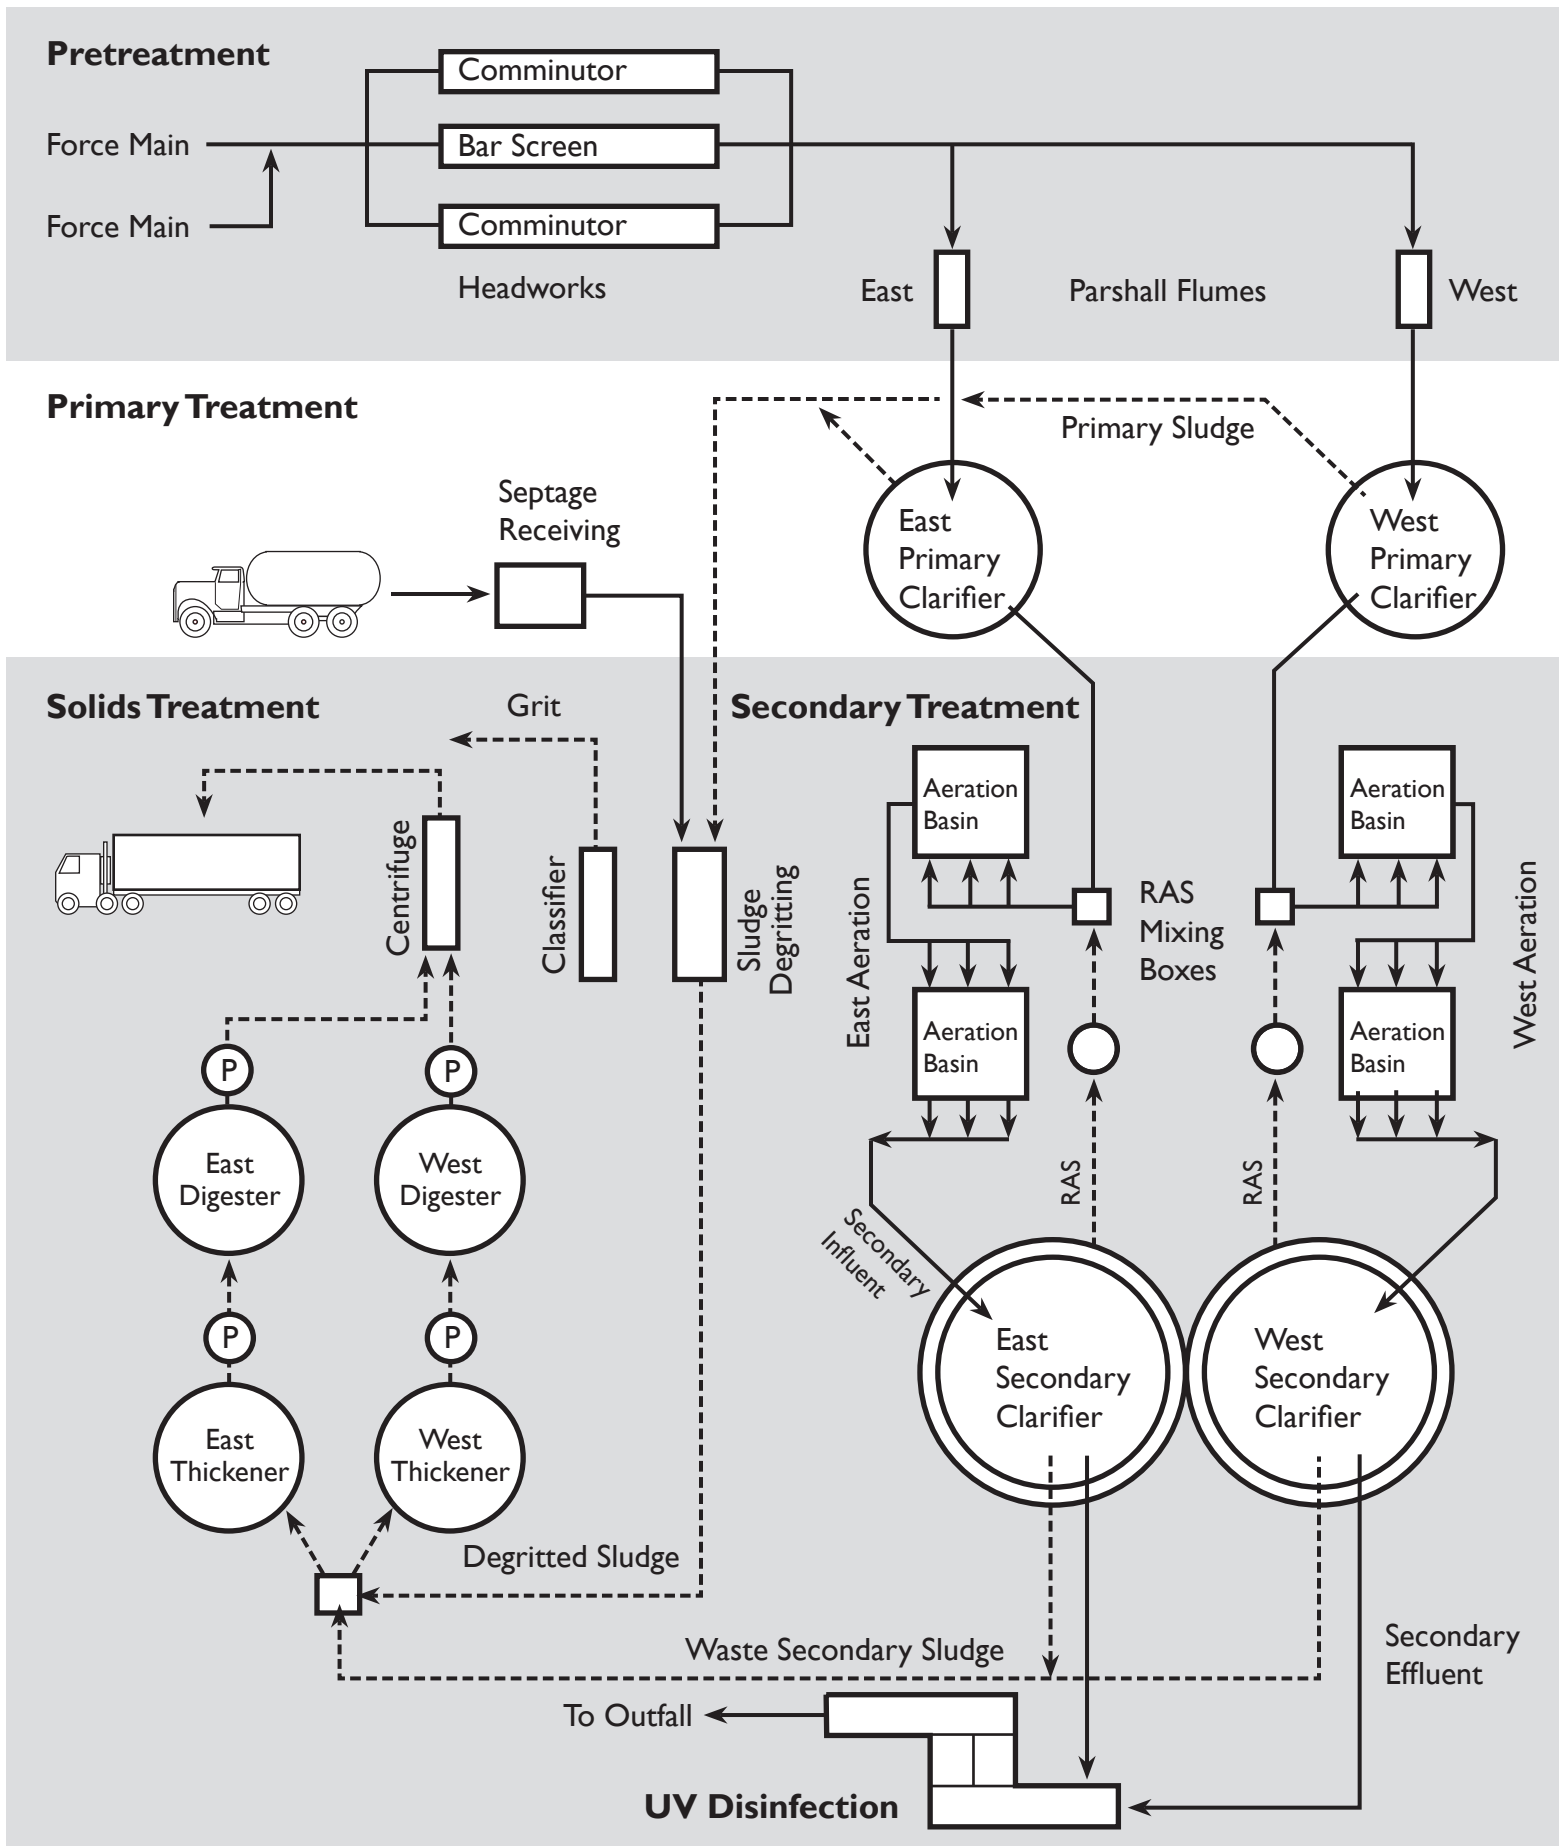 Pretreatment
Comminutor
Force Main
Bar Screen
Force Main
Comminutor
Headworks
East
Parshall Flumes
West
Primary Treatment
Primary Sludge
Septage
Receiving
East
Primary
Clarifier
West
Primary
Clarifier
Solids Treatment
Grit
Centrifuge
Classifier
Sludge
Degritting
Secondary Treatment
Aeration
Basin
Aeration
Basin
East Aeration
RAS
Mixing
Boxes
West Aeration
Aeration
Basin
Aeration
Basin
P
P
East
Digester
West
Digester
RAS
RAS
Secondary
Influent
P
P
East
Secondary
Clarifier
West
Secondary
Clarifier
East
Thickener
West
Thickener
Degritted Sludge
Waste Secondary Sludge
Secondary
Effluent
To Outfall
UV Disinfection